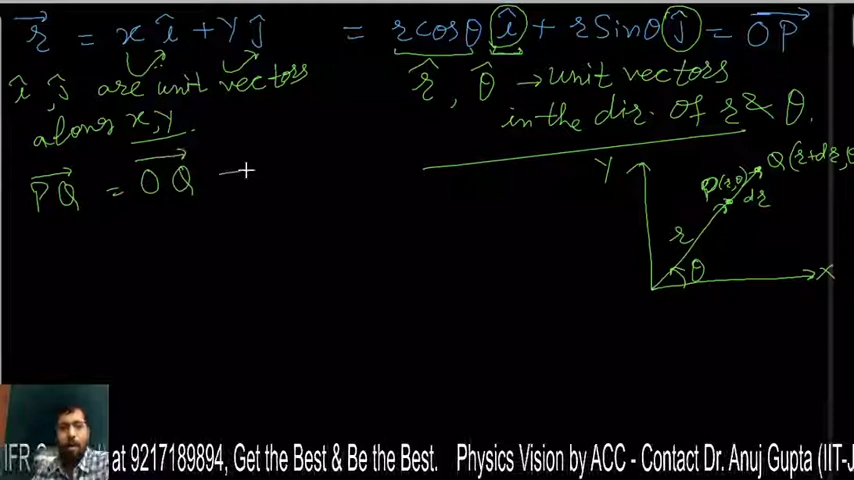 r⃗ = x î + y ĵ = r cosθ î + r Sinθ ĵ = OP⃗
î, ĵ are unit vectors
along x, y.
r̂, θ̂ → unit vectors
in the dir. of r & θ.
PQ⃗ = OQ⃗ –
Y
P(r,θ)
Q(r+dr, θ
dr
r
θ
X
at 9217189894, Get the Best & Be the Best. Physics Vision by ACC - Contact Dr. Anuj Gupta (IIT-J